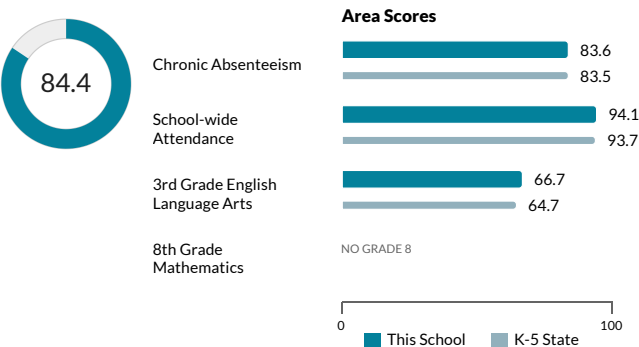 84.4
Area Scores
Chronic Absenteeism
83.6
83.5
School-wide
Attendance
94.1
93.7
3rd Grade English
Language Arts
66.7
64.7
8th Grade
Mathematics
NO GRADE 8
0
100
This School
K-5 State